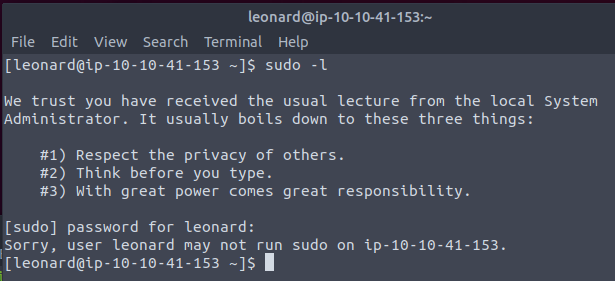 leonard@ip-10-10-41-153:~
File Edit View Search Terminal Help
[leonard@ip-10-10-41-153 ~]$ sudo -l
We trust you have received the usual lecture from the local System
Administrator. It usually boils down to these three things:
#1) Respect the privacy of others.
#2) Think before you type.
#3) With great power comes great responsibility.
[sudo] password for leonard:
Sorry, user leonard may not run sudo on ip-10-10-41-153.
[leonard@ip-10-10-41-153 ~]$